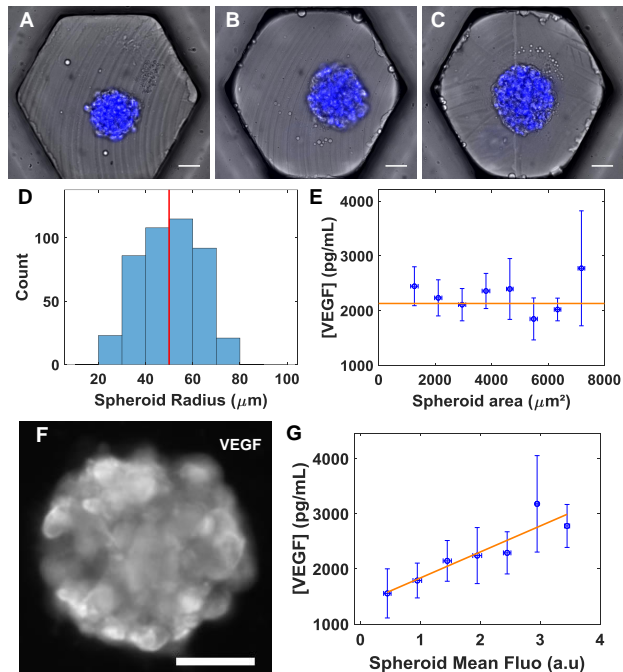 A
B
C
D
E
100
50
0
Count
20
40
60
80
100
Spheroid Radius (μm)
4000
3000
2000
1000
[VEGF] (pg/mL)
0
2000
4000
6000
8000
Spheroid area (μm²)
F
VEGF
G
4000
3000
2000
1000
[VEGF] (pg/mL)
0
1
2
3
4
Spheroid Mean Fluo (a.u)